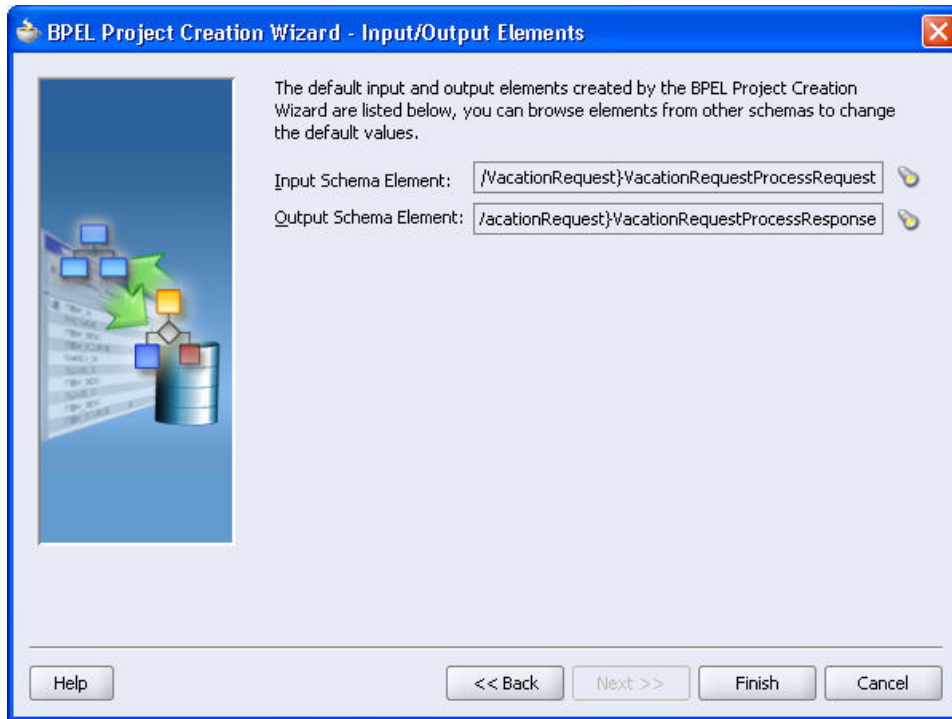 BPEL Project Creation Wizard - Input/Output Elements
The default input and output elements created by the BPEL Project Creation
Wizard are listed below, you can browse elements from other schemas to change
the default values.
Input Schema Element: /VacationRequest}VacationRequestProcessRequest
Output Schema Element: /acationRequest}VacationRequestProcessResponse
Help << Back Next >> Finish Cancel